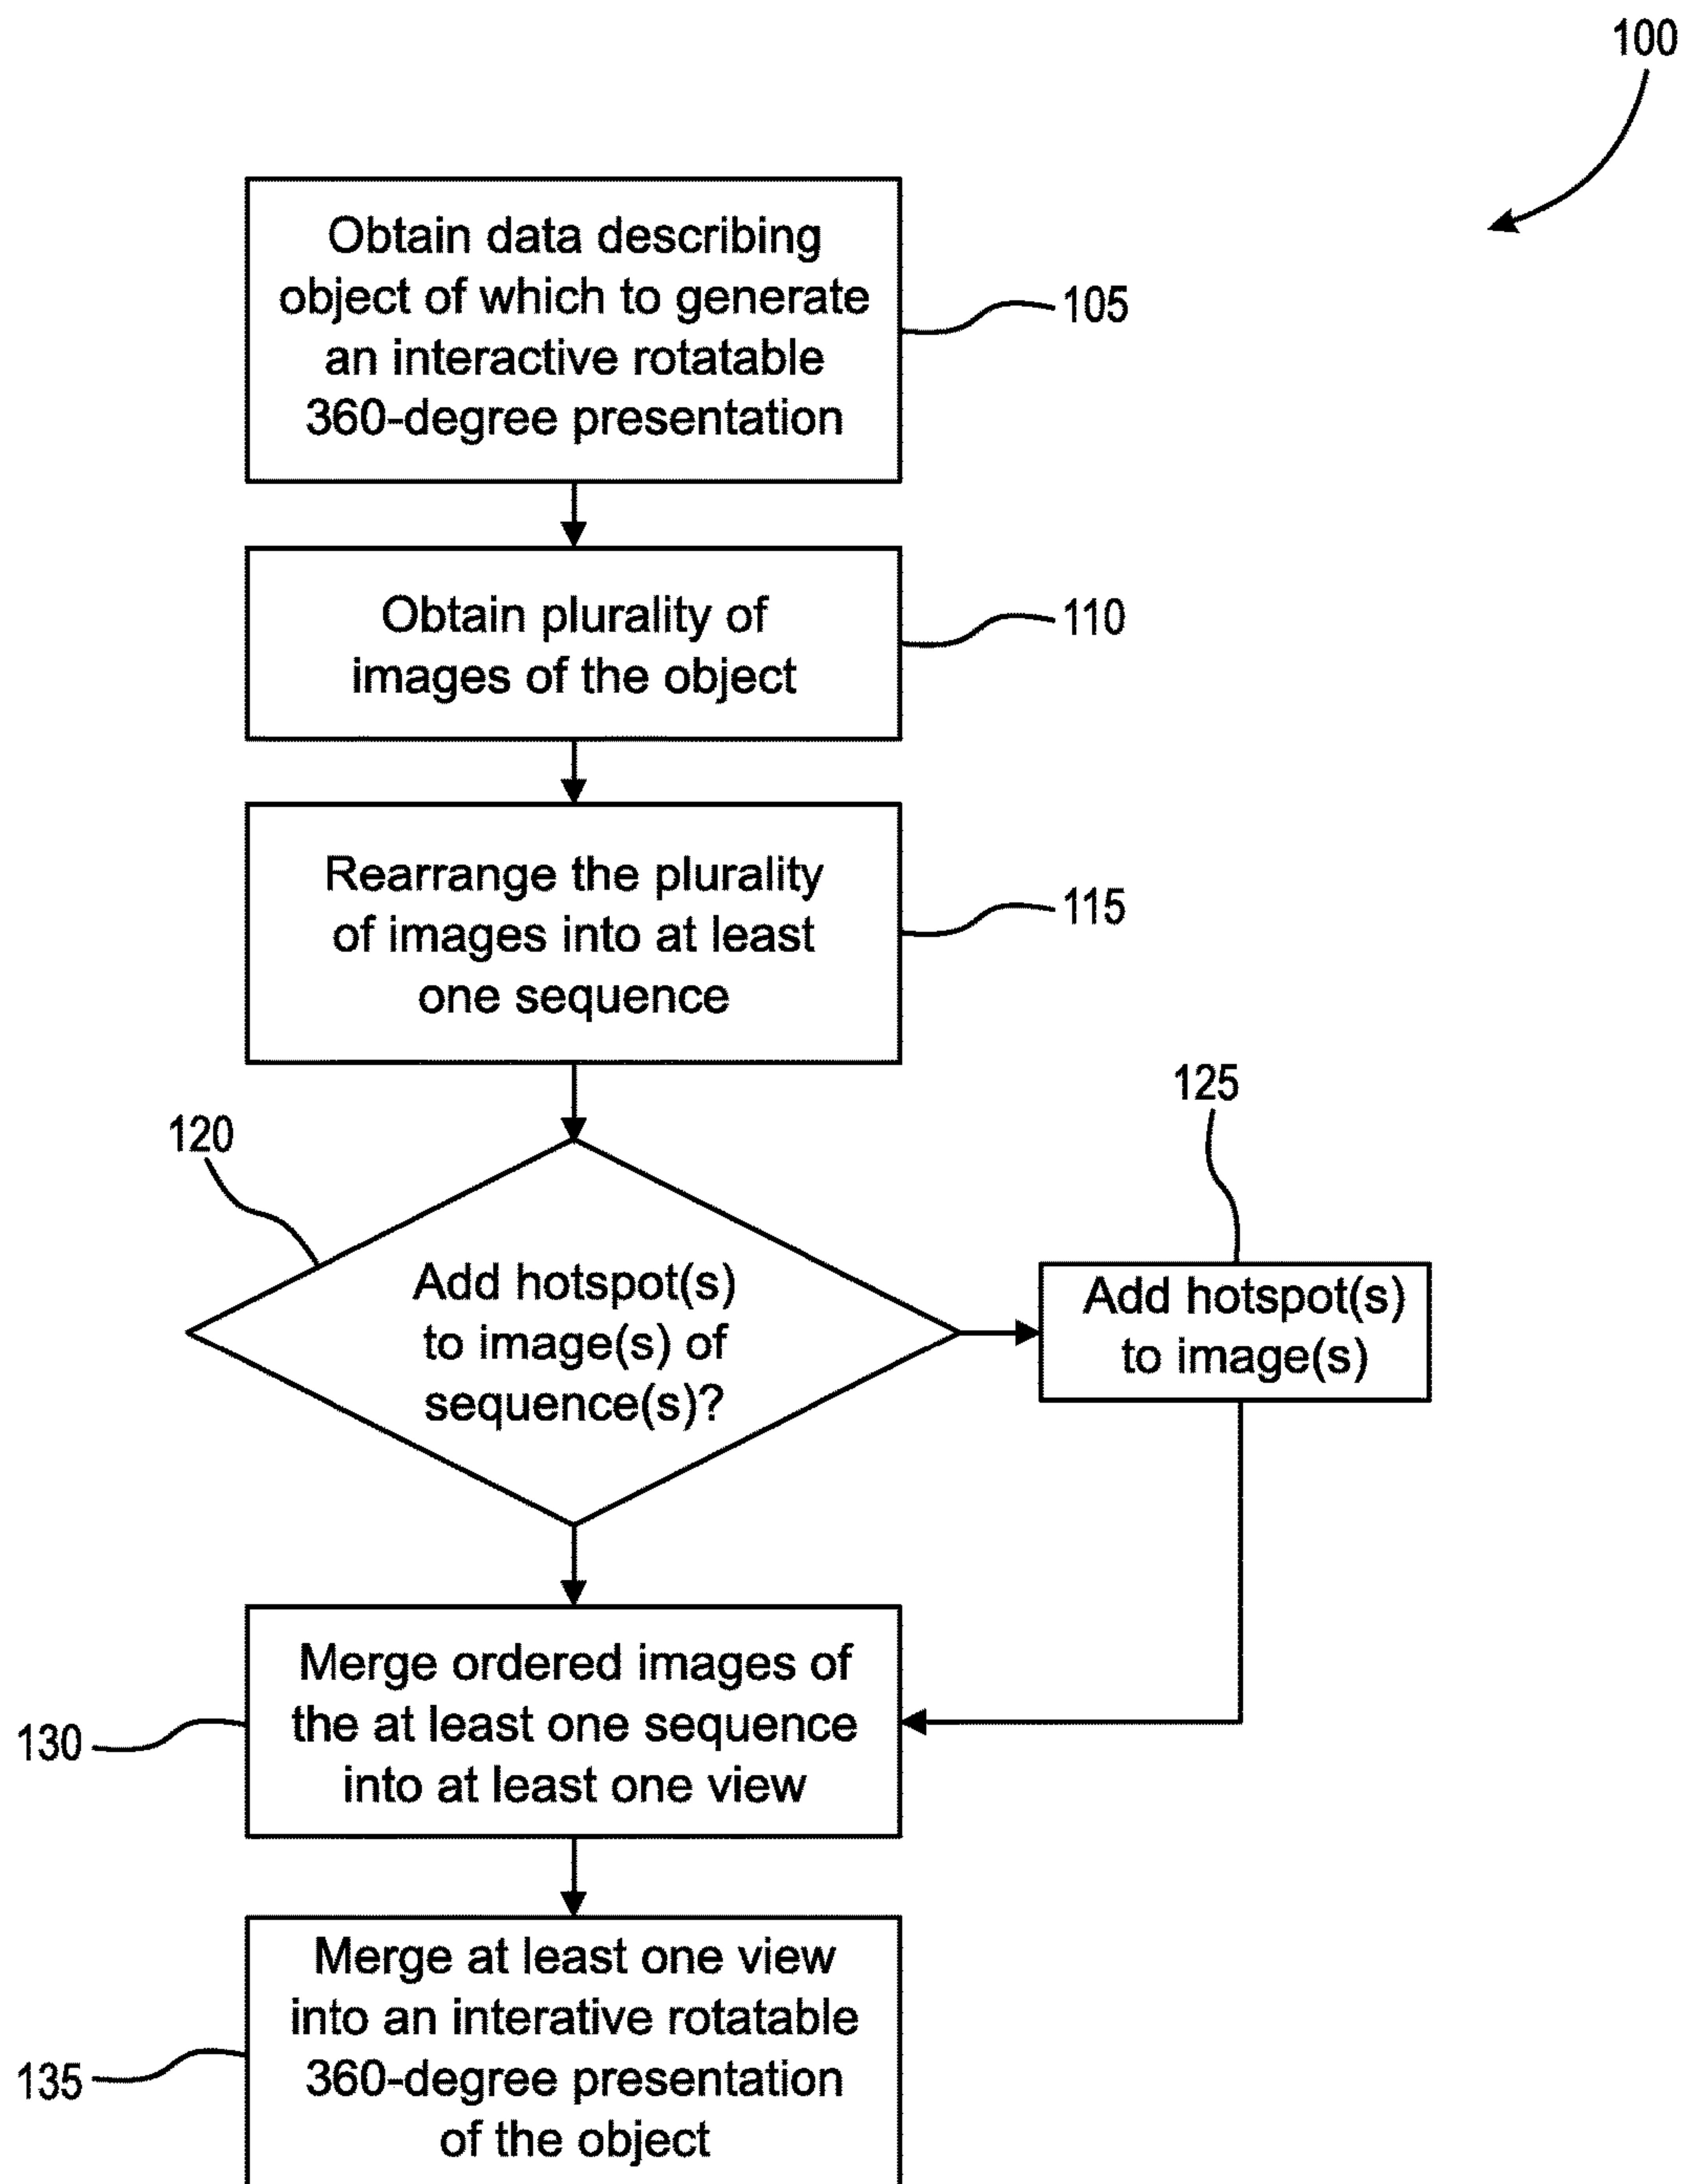 100
Obtain data describing
object of which to generate
an interactive rotatable
360-degree presentation
105
Obtain plurality of
images of the object
110
Rearrange the plurality
of images into at least
one sequence
115
120
Add hotspot(s)
to image(s) of
sequence(s)?
125
Add hotspot(s)
to image(s)
Merge ordered images of
the at least one sequence
into at least one view
130
Merge at least one view
into an interative rotatable
360-degree presentation
of the object
135